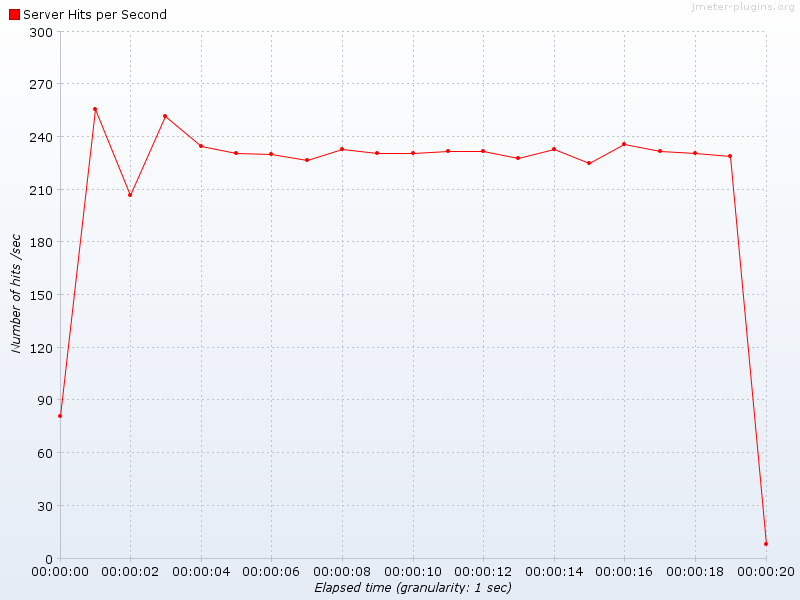 jmeter-plugins.org
Server Hits per Second
300
270
240
210
180
150
120
90
60
30
0
Number of hits /sec
00:00:00 00:00:02 00:00:04 00:00:06 00:00:08 00:00:10 00:00:12 00:00:14 00:00:16 00:00:18 00:00:20
Elapsed time (granularity: 1 sec)